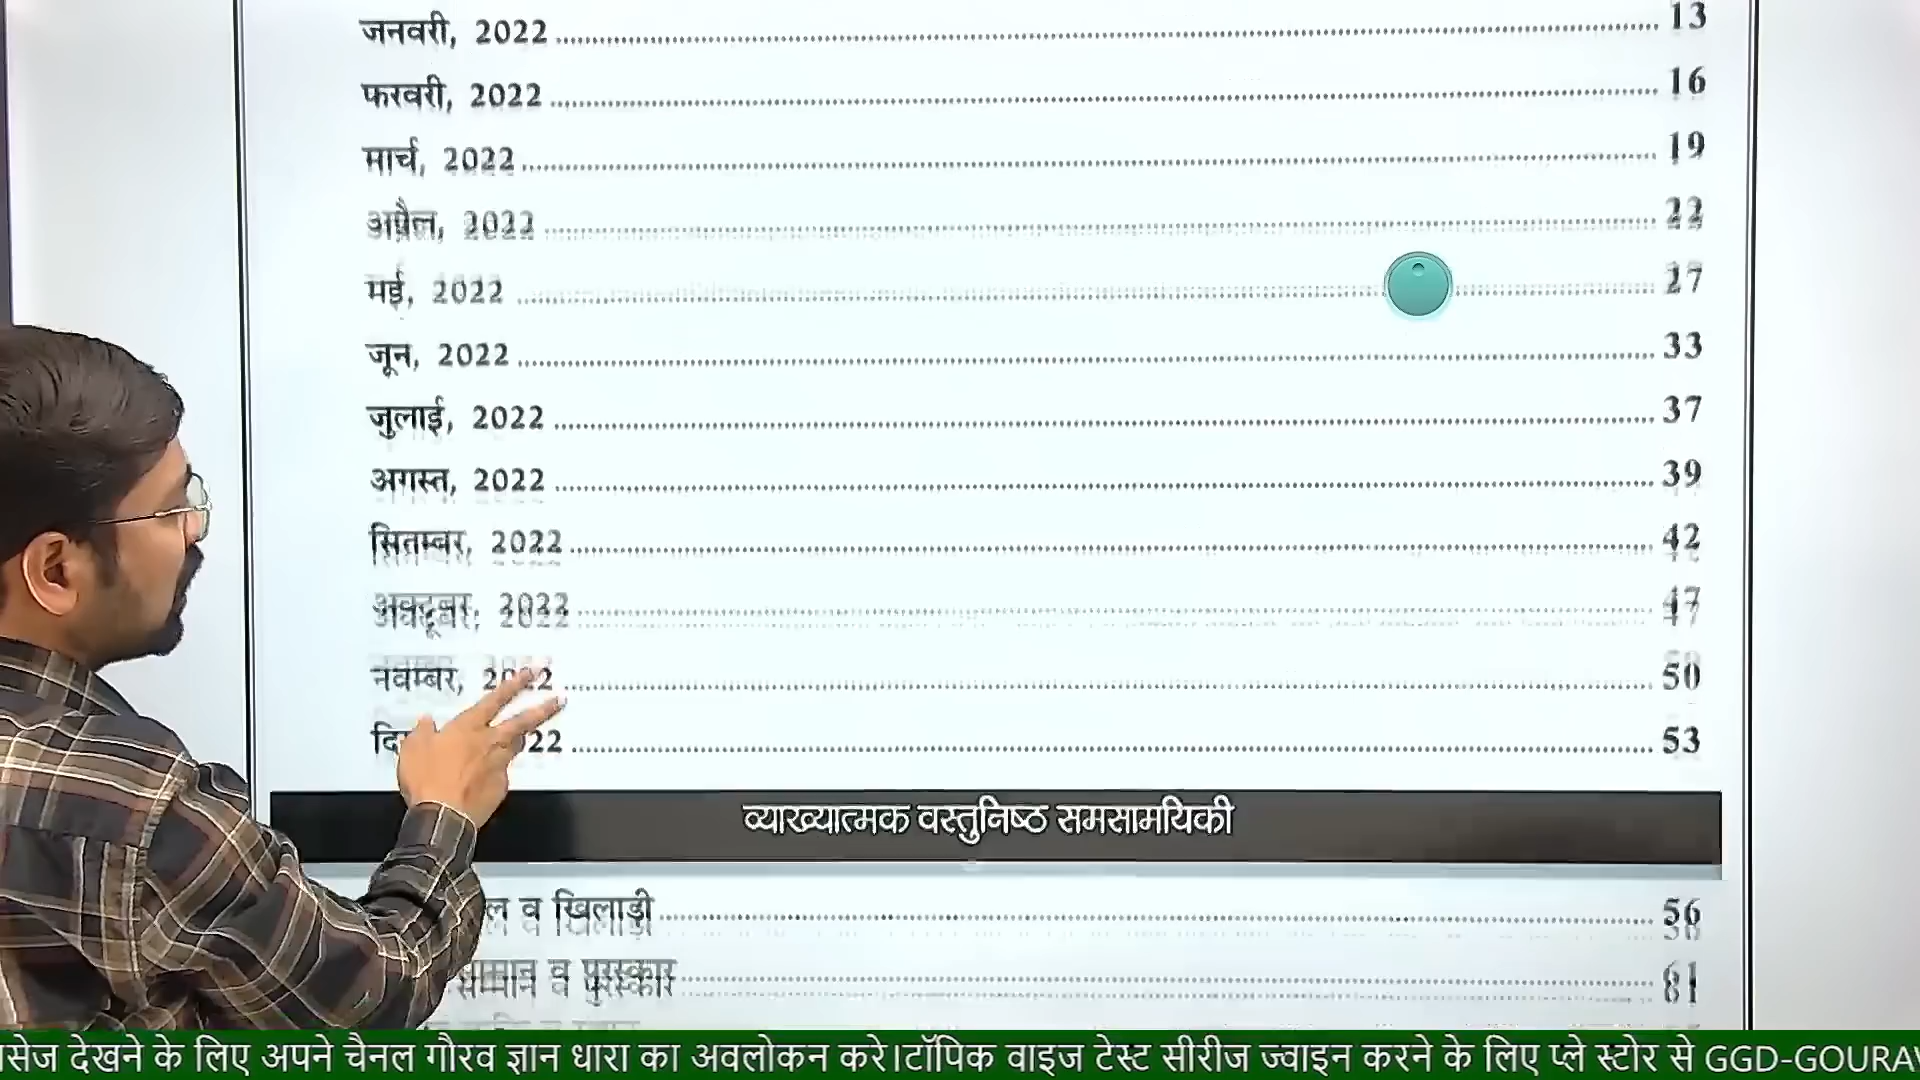 जनवरी, 2022 13
फरवरी, 2022 16
मार्च, 2022 19
अप्रैल, 2022 22
मई, 2022 27
जून, 2022 33
जुलाई, 2022 37
अगस्त, 2022 39
सितम्बर, 2022 42
अक्टूबर, 2022 47
नवम्बर, 2022 50
53
व्याख्यात्मक वस्तुनिष्ठ समसामयिकी
व खिलाड़ी 56
सम्मान व पुरस्कार 61
देखने के लिए अपने चैनल गौरव ज्ञान धारा का अवलोकन करे।टॉपिक वाइज टेस्ट सीरीज ज्वाइन करने के लिए प्ले स्टोर से GGD-GOURAV